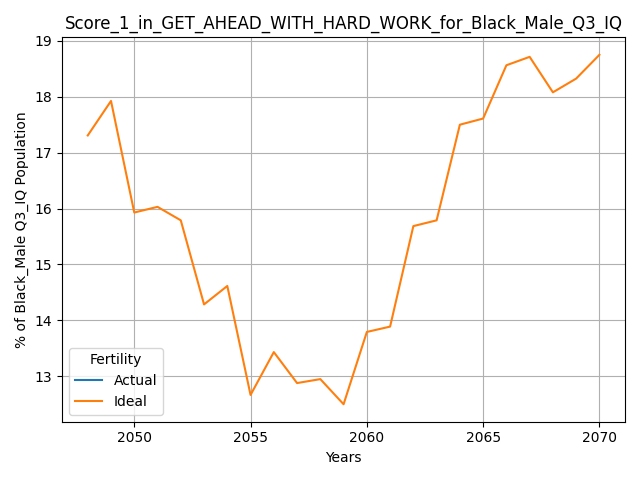 Score_1_in_GET_AHEAD_WITH_HARD_WORK_for_Black_Male_Q3_IQ
19
18
17
16
15
14
13
% of Black_Male Q3_IQ Population
Fertility
Actual
Ideal
2050 2055 2060 2065 2070
Years